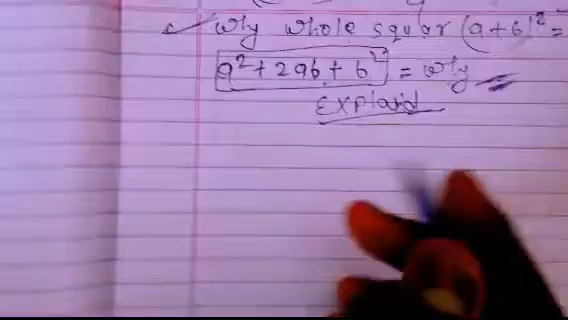 why whole squar (a+b)² =
a² + 2ab + b² = why
Explaid